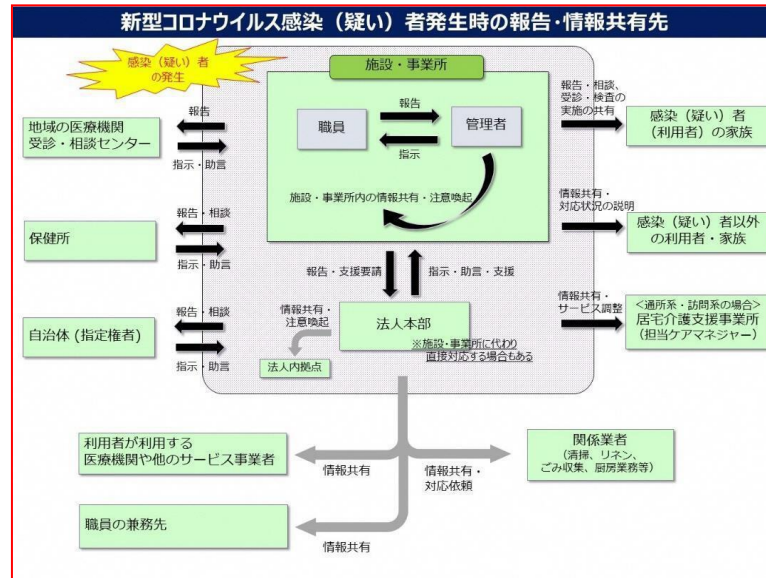 新型コロナウイルス感染（疑い）者発生時の報告・情報共有先
感染（疑い）者
の発生
施設・事業所
職員
報告
指示
管理者
施設・事業所内の情報共有・注意喚起
地域の医療機関
受診・相談センター
報告
指示・助言
保健所
報告・相談
指示・助言
自治体 (指定権者)
報告・相談
指示・助言
報告・相談、
受診・検査の
実施の共有
感染（疑い）者
（利用者）の家族
情報共有・
対応状況の説明
感染（疑い）者以外
の利用者・家族
情報共有・
サービス調整
<通所系・訪問系の場合>
居宅介護支援事業所
（担当ケアマネジャー）
報告・支援要請
指示・助言・支援
情報共有・
注意喚起
法人本部
※施設・事業所に代わり
直接対応する場合もある
法人内拠点
利用者が利用する
医療機関や他のサービス事業者
情報共有
情報共有・
対応依頼
関係業者
（清掃、リネン、
ごみ収集、厨房業務等）
職員の兼務先
情報共有